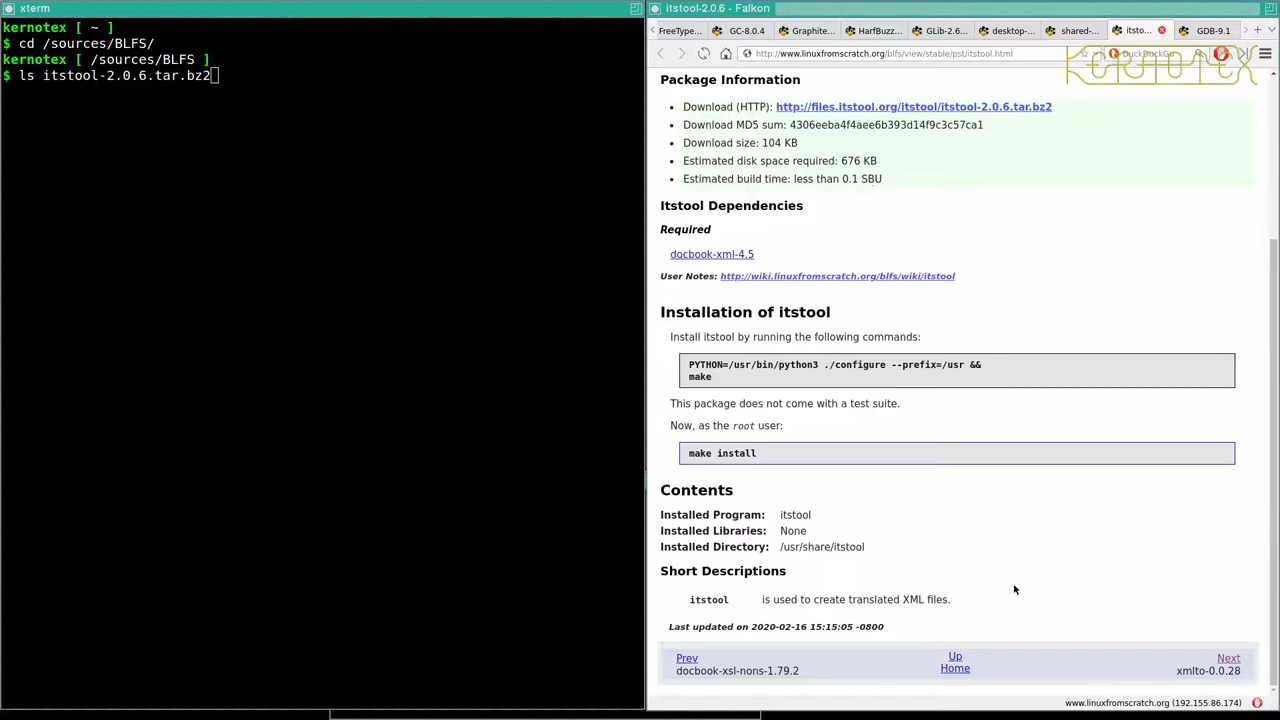 xterm
kernotex [ ~ ]
$ cd /sources/BLFS/
kernotex [ /sources/BLFS ]
$ ls itstool-2.0.6.tar.bz2
itstool-2.0.6 - Falkon
FreeType... GC-8.0.4 Graphite... HarfBuzz... GLib-2.6... desktop-... shared-... itsto... GDB-9.1
http://www.linuxfromscratch.org/blfs/view/stable/pst/itstool.html DuckDuckGo
KERNOTEX
Package Information
• Download (HTTP): http://files.itstool.org/itstool/itstool-2.0.6.tar.bz2
• Download MD5 sum: 4306eeba4f4aee6b393d14f9c3c57ca1
• Download size: 104 KB
• Estimated disk space required: 676 KB
• Estimated build time: less than 0.1 SBU
Itstool Dependencies
Required
docbook-xml-4.5
User Notes: http://wiki.linuxfromscratch.org/blfs/wiki/itstool
Installation of itstool
Install itstool by running the following commands:
PYTHON=/usr/bin/python3 ./configure --prefix=/usr &&
make
This package does not come with a test suite.
Now, as the root user:
make install
Contents
Installed Program: itstool
Installed Libraries: None
Installed Directory: /usr/share/itstool
Short Descriptions
itstool is used to create translated XML files.
Last updated on 2020-02-16 15:15:05 -0800
Prev Up Next
docbook-xsl-nons-1.79.2 Home xmlto-0.0.28
www.linuxfromscratch.org (192.155.86.174)